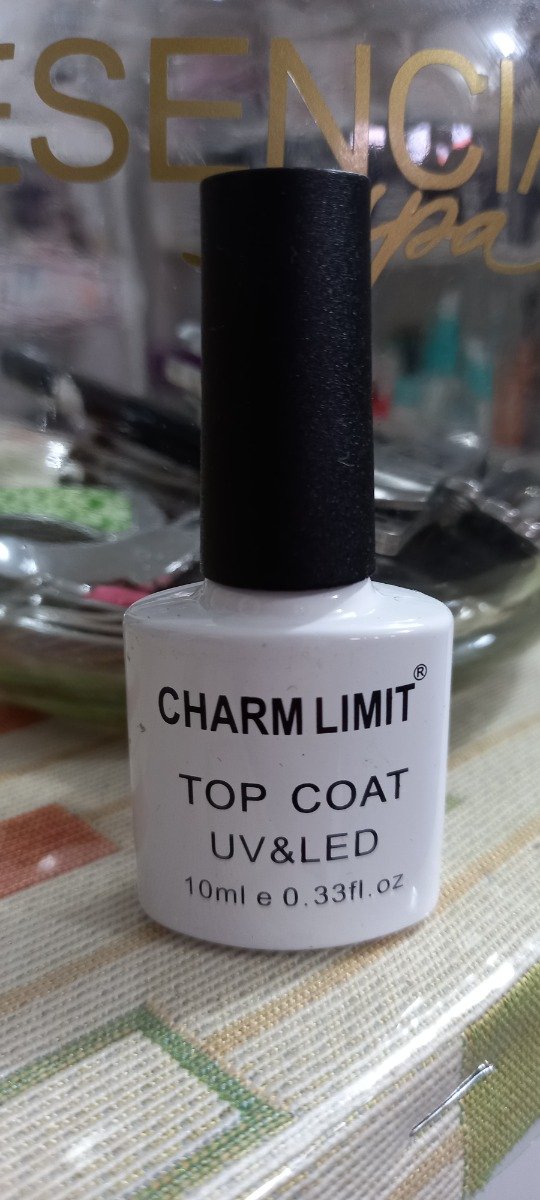 ESENCIA
Spa
CHARM LIMIT®
TOP COAT
UV&LED
10ml e 0.33fl.oz